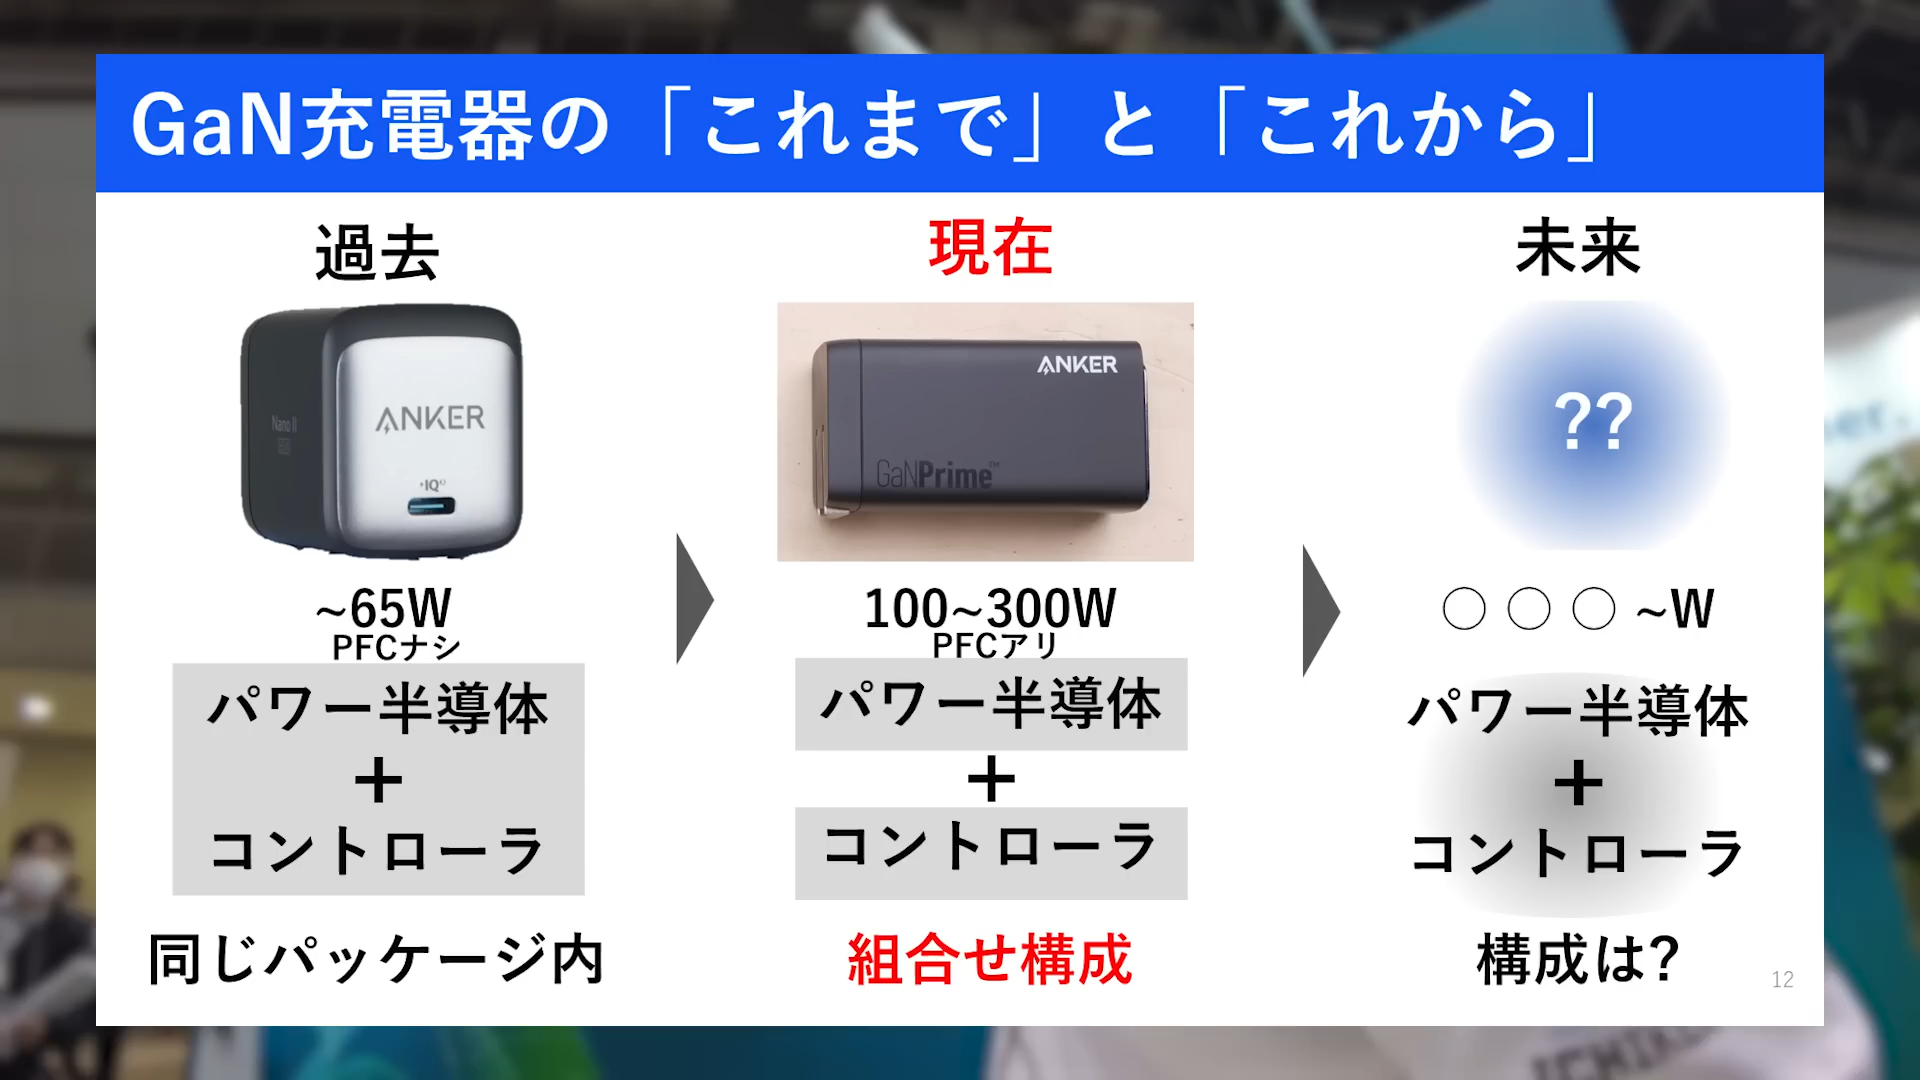 GaN充電器の「これまで」と「これから」
過去
現在
未来
ANKER
Nano II
IQ
ANKER
GaNPrime™
??
~65W
PFCナシ
100~300W
PFCアリ
○○○~W
パワー半導体
+
コントローラ
パワー半導体
+
コントローラ
パワー半導体
+
コントローラ
同じパッケージ内
組合せ構成
構成は?
12